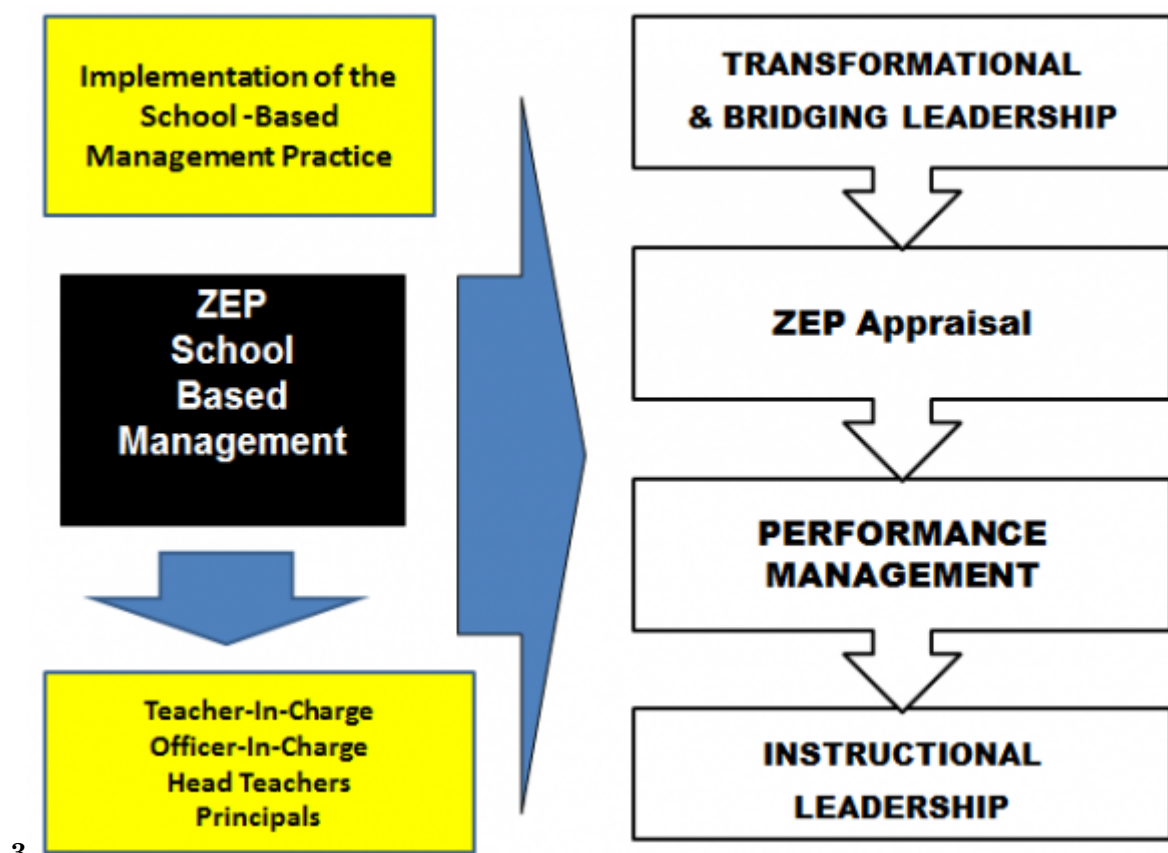 Implementation of the
School -Based
Management Practice
ZEP
School
Based
Management
Teacher-In-Charge
Officer-In-Charge
Head Teachers
Principals
TRANSFORMATIONAL
& BRIDGING LEADERSHIP
ZEP Appraisal
PERFORMANCE
MANAGEMENT
INSTRUCTIONAL
LEADERSHIP